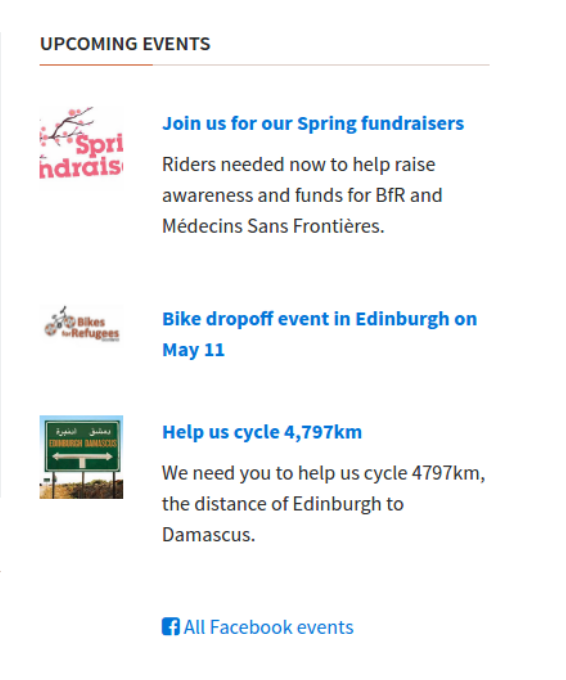 UPCOMING EVENTS
Spri
ndrais
Join us for our Spring fundraisers
Riders needed now to help raise
awareness and funds for BfR and
Médecins Sans Frontières.
Bikes
for Refugees
Bike dropoff event in Edinburgh on
May 11
دمشق ادنبرة
EDINBURGH DAMASCUS
Help us cycle 4,797km
We need you to help us cycle 4797km,
the distance of Edinburgh to
Damascus.
All Facebook events